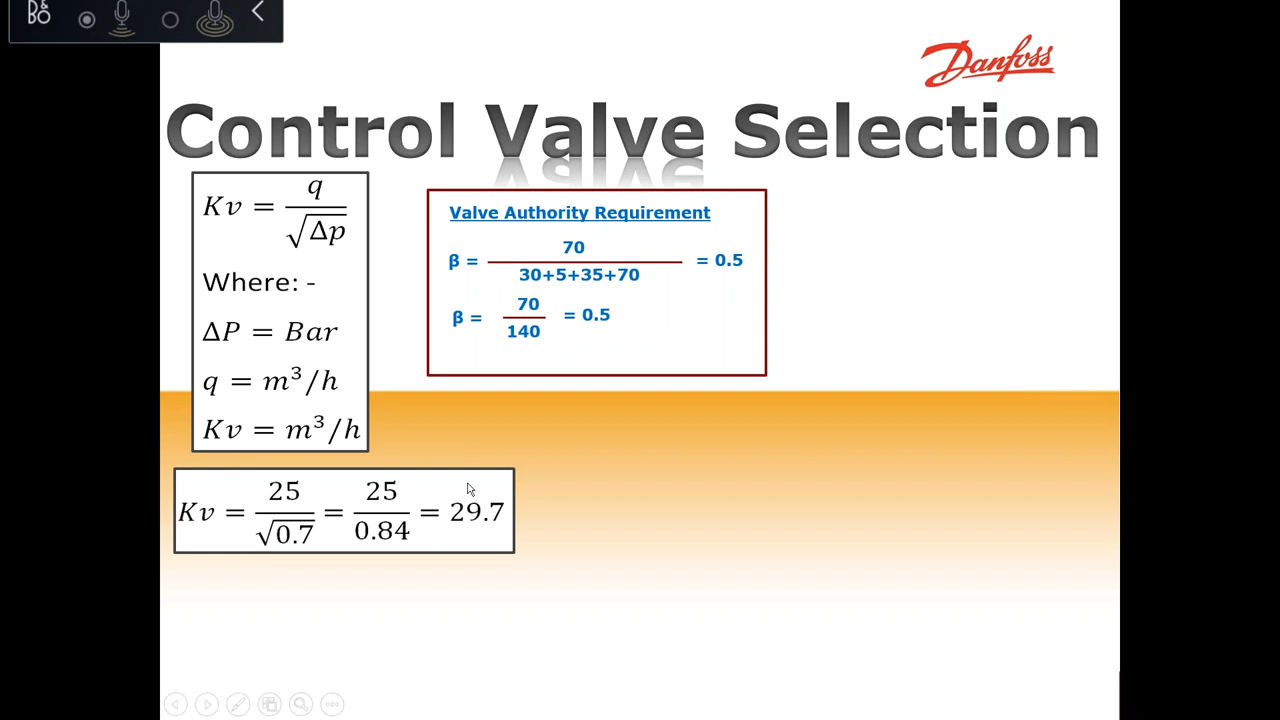 D&
BO
Danfoss
Control Valve Selection
Kv = q / √Δp
Where: -
ΔP = Bar
q = m³/h
Kv = m³/h
Valve Authority Requirement
β = 70 / 30+5+35+70 = 0.5
β = 70 / 140 = 0.5
Kv = 25 / √0.7 = 25 / 0.84 = 29.7